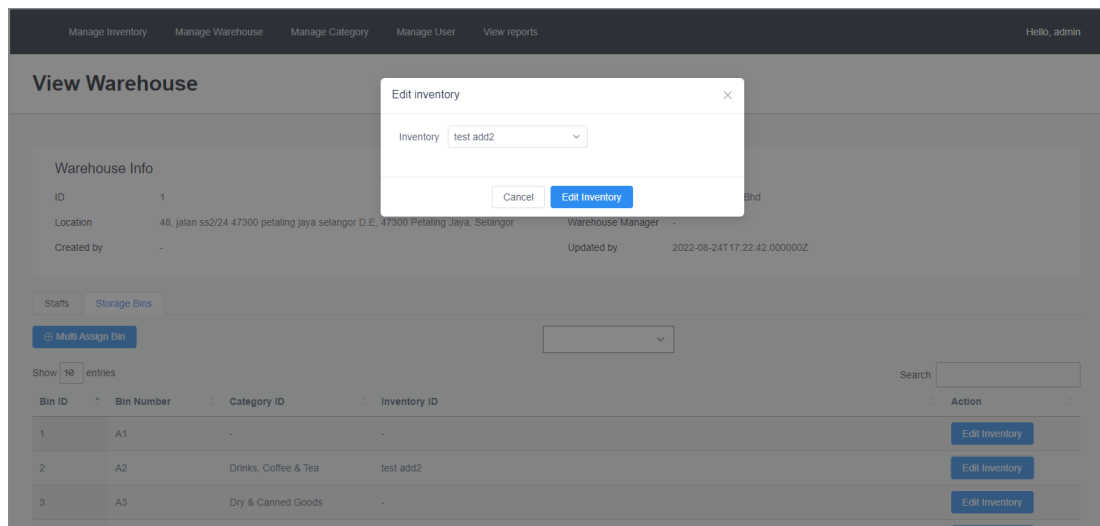 Manage Inventory Manage Warehouse Manage Category Manage User View reports Hello, admin
View Warehouse
Edit inventory
Inventory test add2
Cancel Edit Inventory
Warehouse Info
ID 1 Bhd
Location 48, jalan ss2/24 47300 petaling jaya selangor D.E, 47300 Petaling Jaya, Selangor Warehouse Manager -
Created by - Updated by 2022-08-24T17:22:42.000000Z
Staffs Storage Bins
Multi Assign Bin
Show 10 entries Search:
Bin ID Bin Number Category ID Inventory ID Action
1 A1 - - Edit Inventory
2 A2 Drinks, Coffee & Tea test add2 Edit Inventory
3 A3 Dry & Canned Goods - Edit Inventory